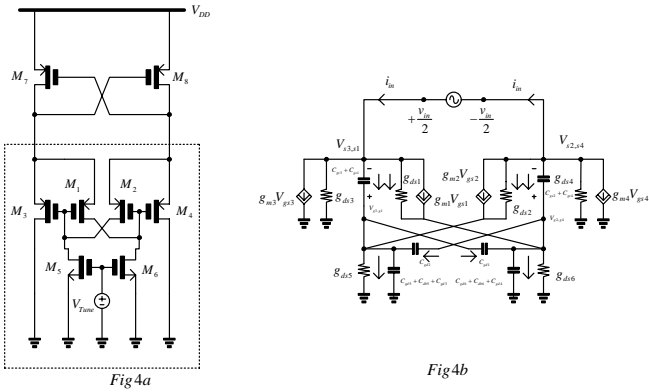 V_DD
M_7
M_8
M_1
M_2
M_3
M_4
M_5
M_6
V_Tune
Fig4a
i_in
i_in
+v_in/2
-v_in/2
V_s3,s1
V_s2,s4
g_m3V_gs3
g_ds3
g_ds1
g_m1V_gs1
g_m2V_gs2
g_ds2
g_ds4
g_m4V_gs4
g_ds5
g_ds6
Fig4b